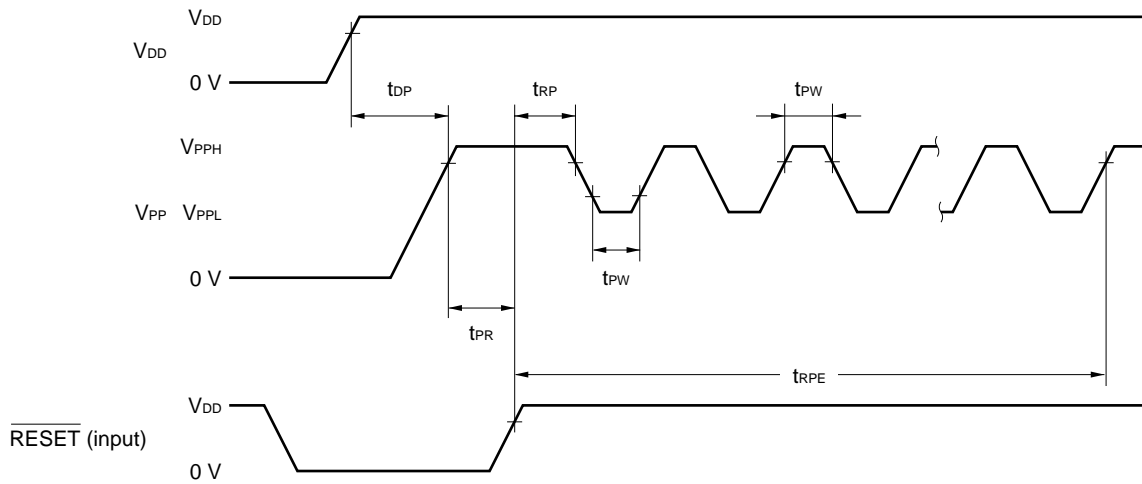 VDD
VDD
0 V
tDP
tRP
tPW
VPPH
VPP VPPL
0 V
tPW
tPR
tRPE
VDD
RESET (input)
0 V